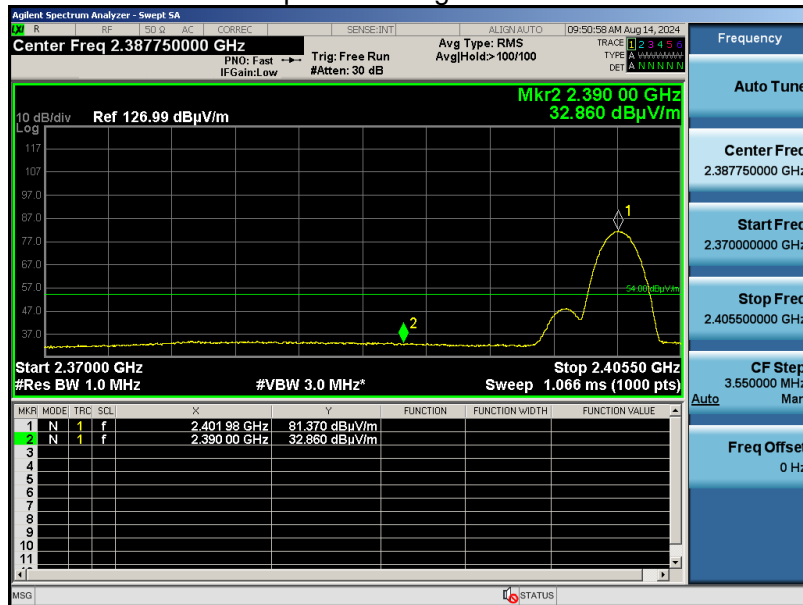 Agilent Spectrum Analyzer - Swept SA
LXI R RF 50 Ω AC CORREC SENSE:INT ALIGN AUTO 09:50:58 AM Aug 14, 2024
Center Freq 2.387750000 GHz
PNO: Fast
IFGain:Low
Trig: Free Run
#Atten: 30 dB
Avg Type: RMS
Avg|Hold:>100/100
TRACE 1 2 3 4 5 6
TYPE A
DET A N N N N N
Mkr2 2.390 00 GHz
32.860 dBµV/m
10 dB/div
Log
Ref 126.99 dBµV/m
117
107
97.0
87.0
77.0
67.0
57.0
47.0
37.0
1
54.00 dBµV/m
2
Start 2.37000 GHz Stop 2.40550 GHz
#Res BW 1.0 MHz #VBW 3.0 MHz* Sweep 1.066 ms (1000 pts)
MKR MODE TRC SCL X Y FUNCTION FUNCTION WIDTH FUNCTION VALUE
1 N 1 f 2.401 98 GHz 81.370 dBµV/m
2 N 1 f 2.390 00 GHz 32.860 dBµV/m
3
4
5
6
7
8
9
10
11
MSG STATUS
Frequency
Auto Tune
Center Freq
2.387750000 GHz
Start Freq
2.370000000 GHz
Stop Freq
2.405500000 GHz
CF Step
3.550000 MHz
Auto Man
Freq Offset
0 Hz